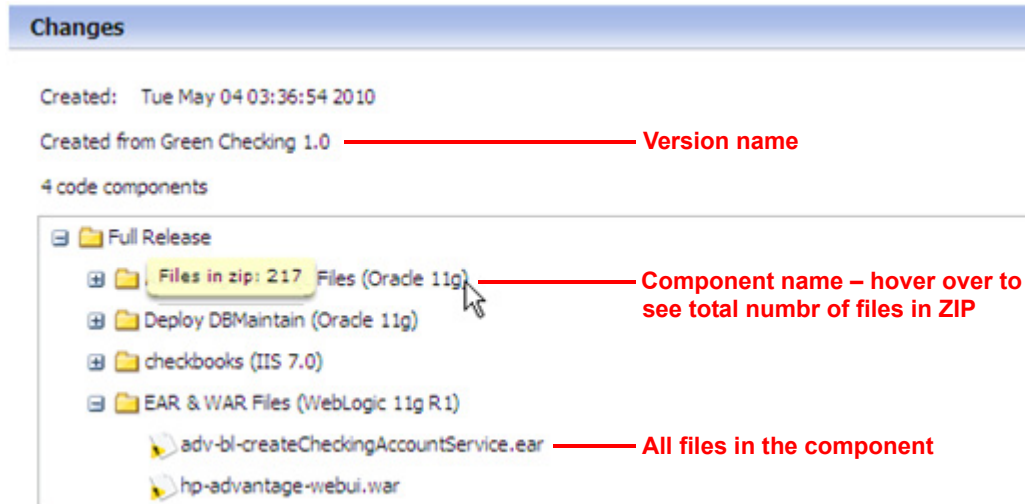 Changes
Created: Tue May 04 03:36:54 2010
Created from Green Checking 1.0
Version name
4 code components
Full Release
Files in zip: 217
Files (Oracle 11g)
Component name – hover over to
see total numbr of files in ZIP
Deploy DBMaintain (Oracle 11g)
checkbooks (IIS 7.0)
EAR & WAR Files (WebLogic 11g R1)
adv-bl-createCheckingAccountService.ear
All files in the component
hp-advantage-webui.war